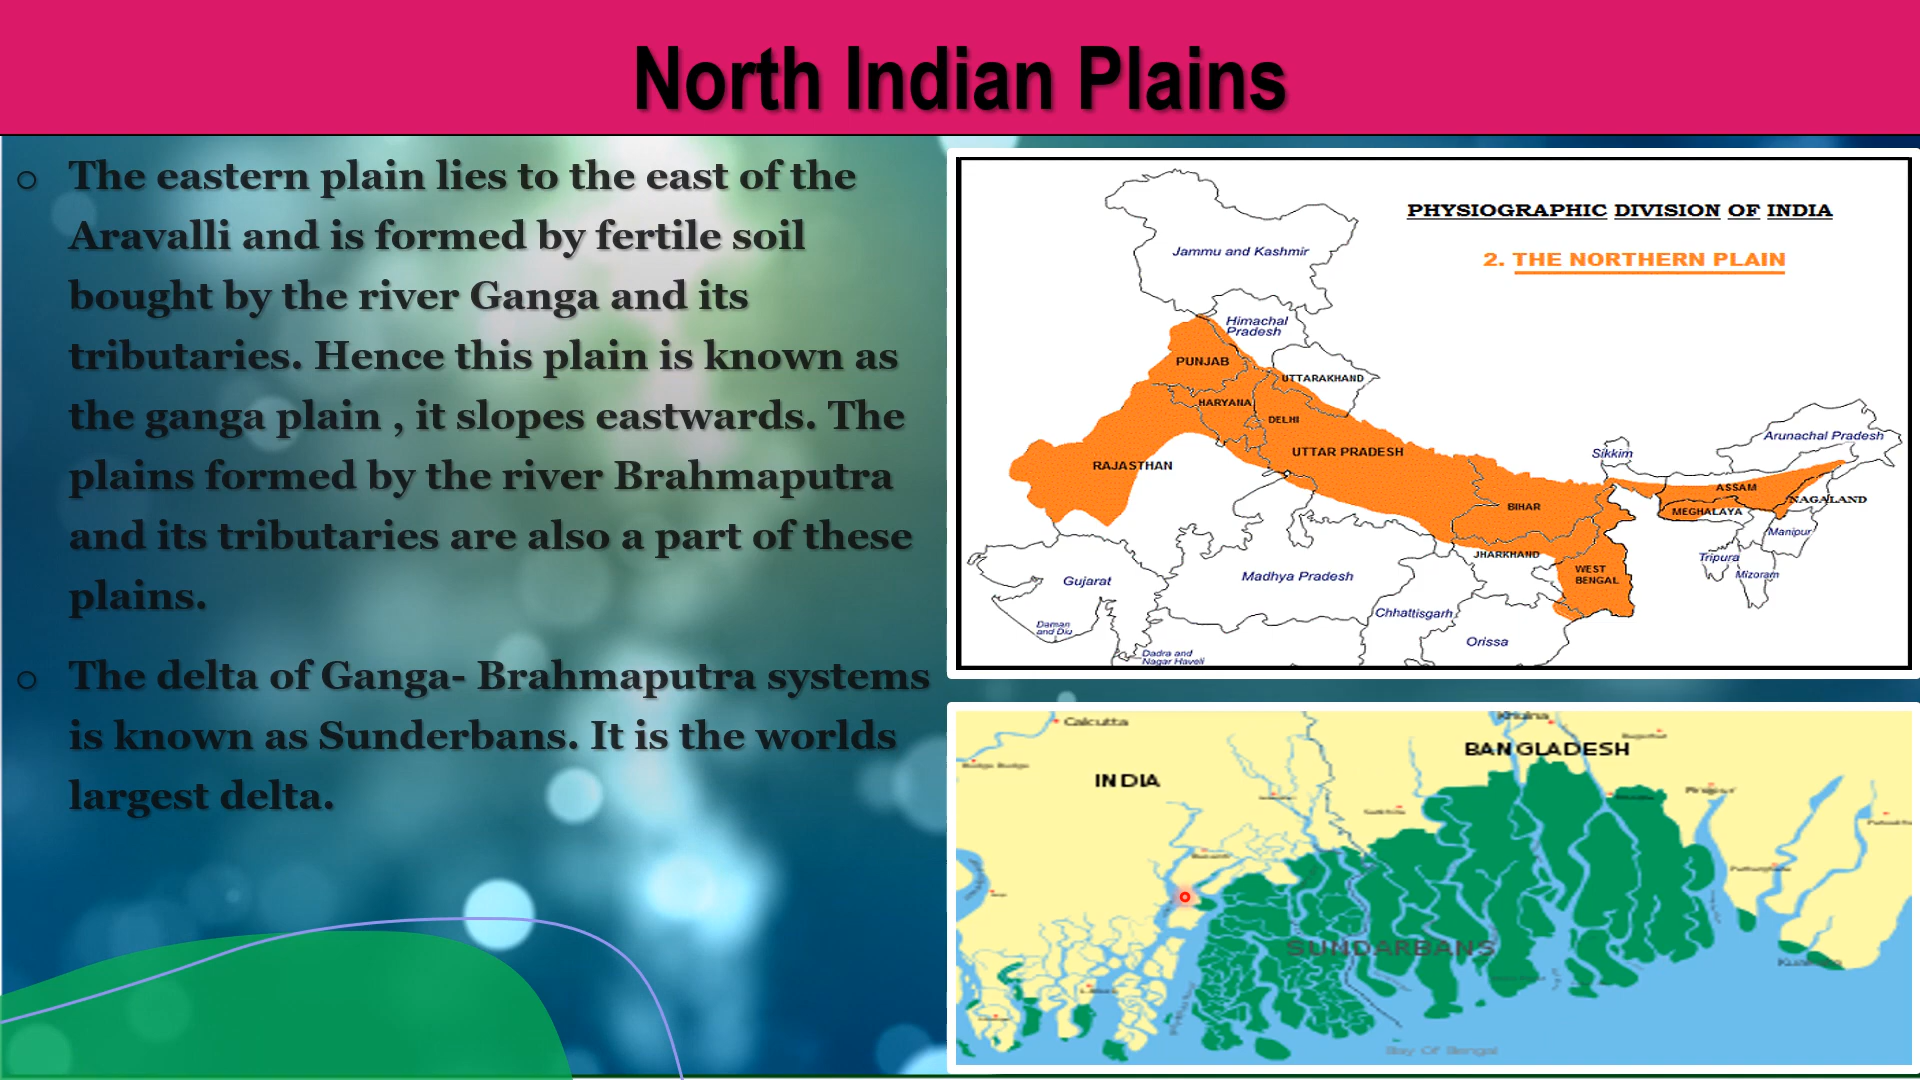 North Indian Plains
o The eastern plain lies to the east of the
Aravalli and is formed by fertile soil
bought by the river Ganga and its
tributaries. Hence this plain is known as
the ganga plain , it slopes eastwards. The
plains formed by the river Brahmaputra
and its tributaries are also a part of these
plains.
o The delta of Ganga- Brahmaputra systems
is known as Sunderbans. It is the worlds
largest delta.
PHYSIOGRAPHIC DIVISION OF INDIA
2. THE NORTHERN PLAIN
Jammu and Kashmir
Himachal
Pradesh
PUNJAB
UTTARAKHAND
HARYANA
DELHI
UTTAR PRADESH
RAJASTHAN
Sikkim
Arunachal Pradesh
ASSAM
NAGALAND
MEGHALAYA
BIHAR
Manipur
JHARKHAND
Tripura
Mizoram
WEST
BENGAL
Gujarat
Madhya Pradesh
Chhattisgarh
Orissa
Daman
and Diu
Dadra and
Nagar Haveli
Calcutta
Khulna
BANGLADESH
INDIA
SUNDARBANS
Bay Of Bengal